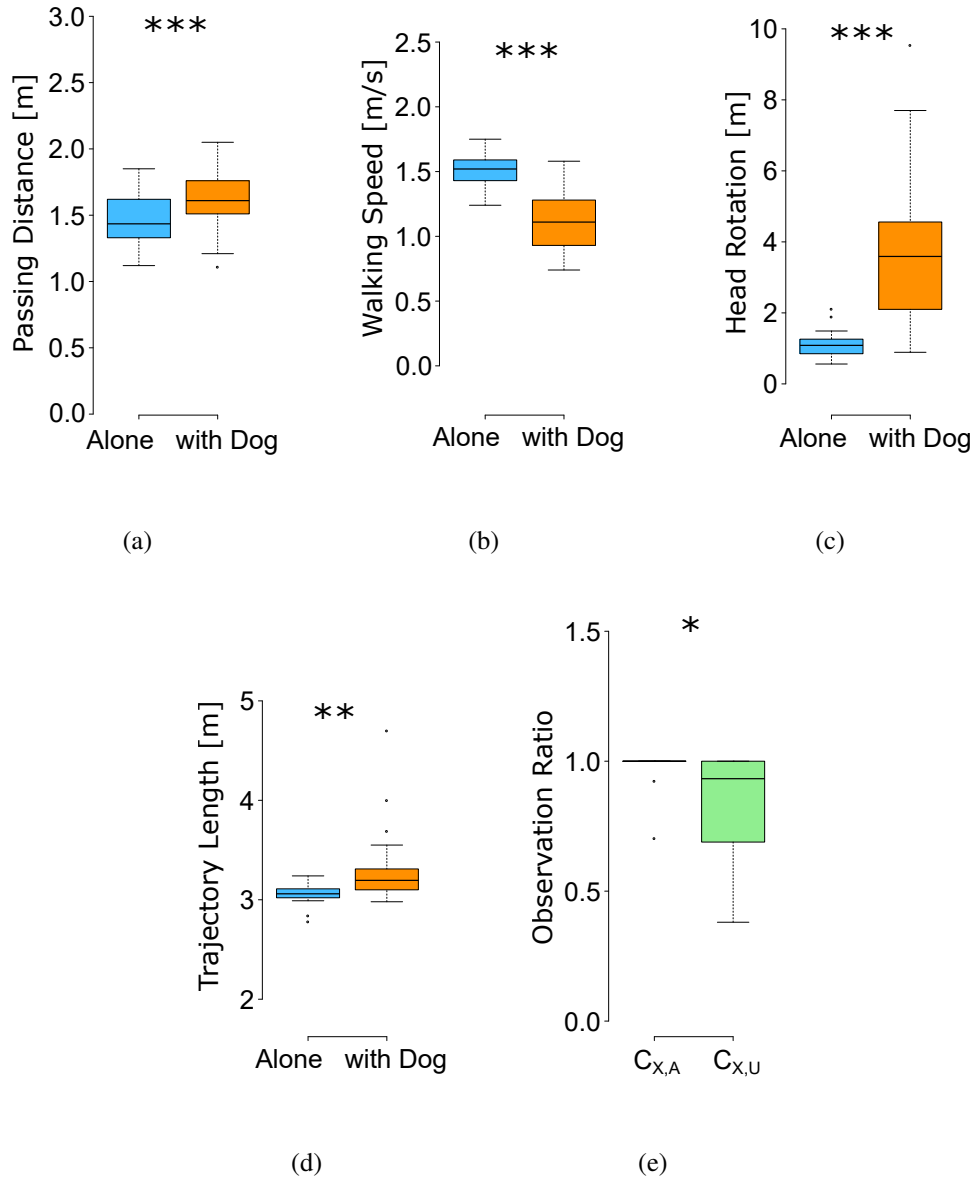 Passing Distance [m]
3.0
2.5
2.0
1.5
1.0
0.5
0.0
***
Alone with Dog
(a)
Walking Speed [m/s]
2.5
2.0
1.5
1.0
0.5
0.0
***
Alone with Dog
(b)
Head Rotation [m]
10
8
6
4
2
0
***
Alone with Dog
(c)
Trajectory Length [m]
5
4
3
2
**
Alone with Dog
(d)
Observation Ratio
1.5
1.0
0.5
0.0
*
C_{X,A} C_{X,U}
(e)